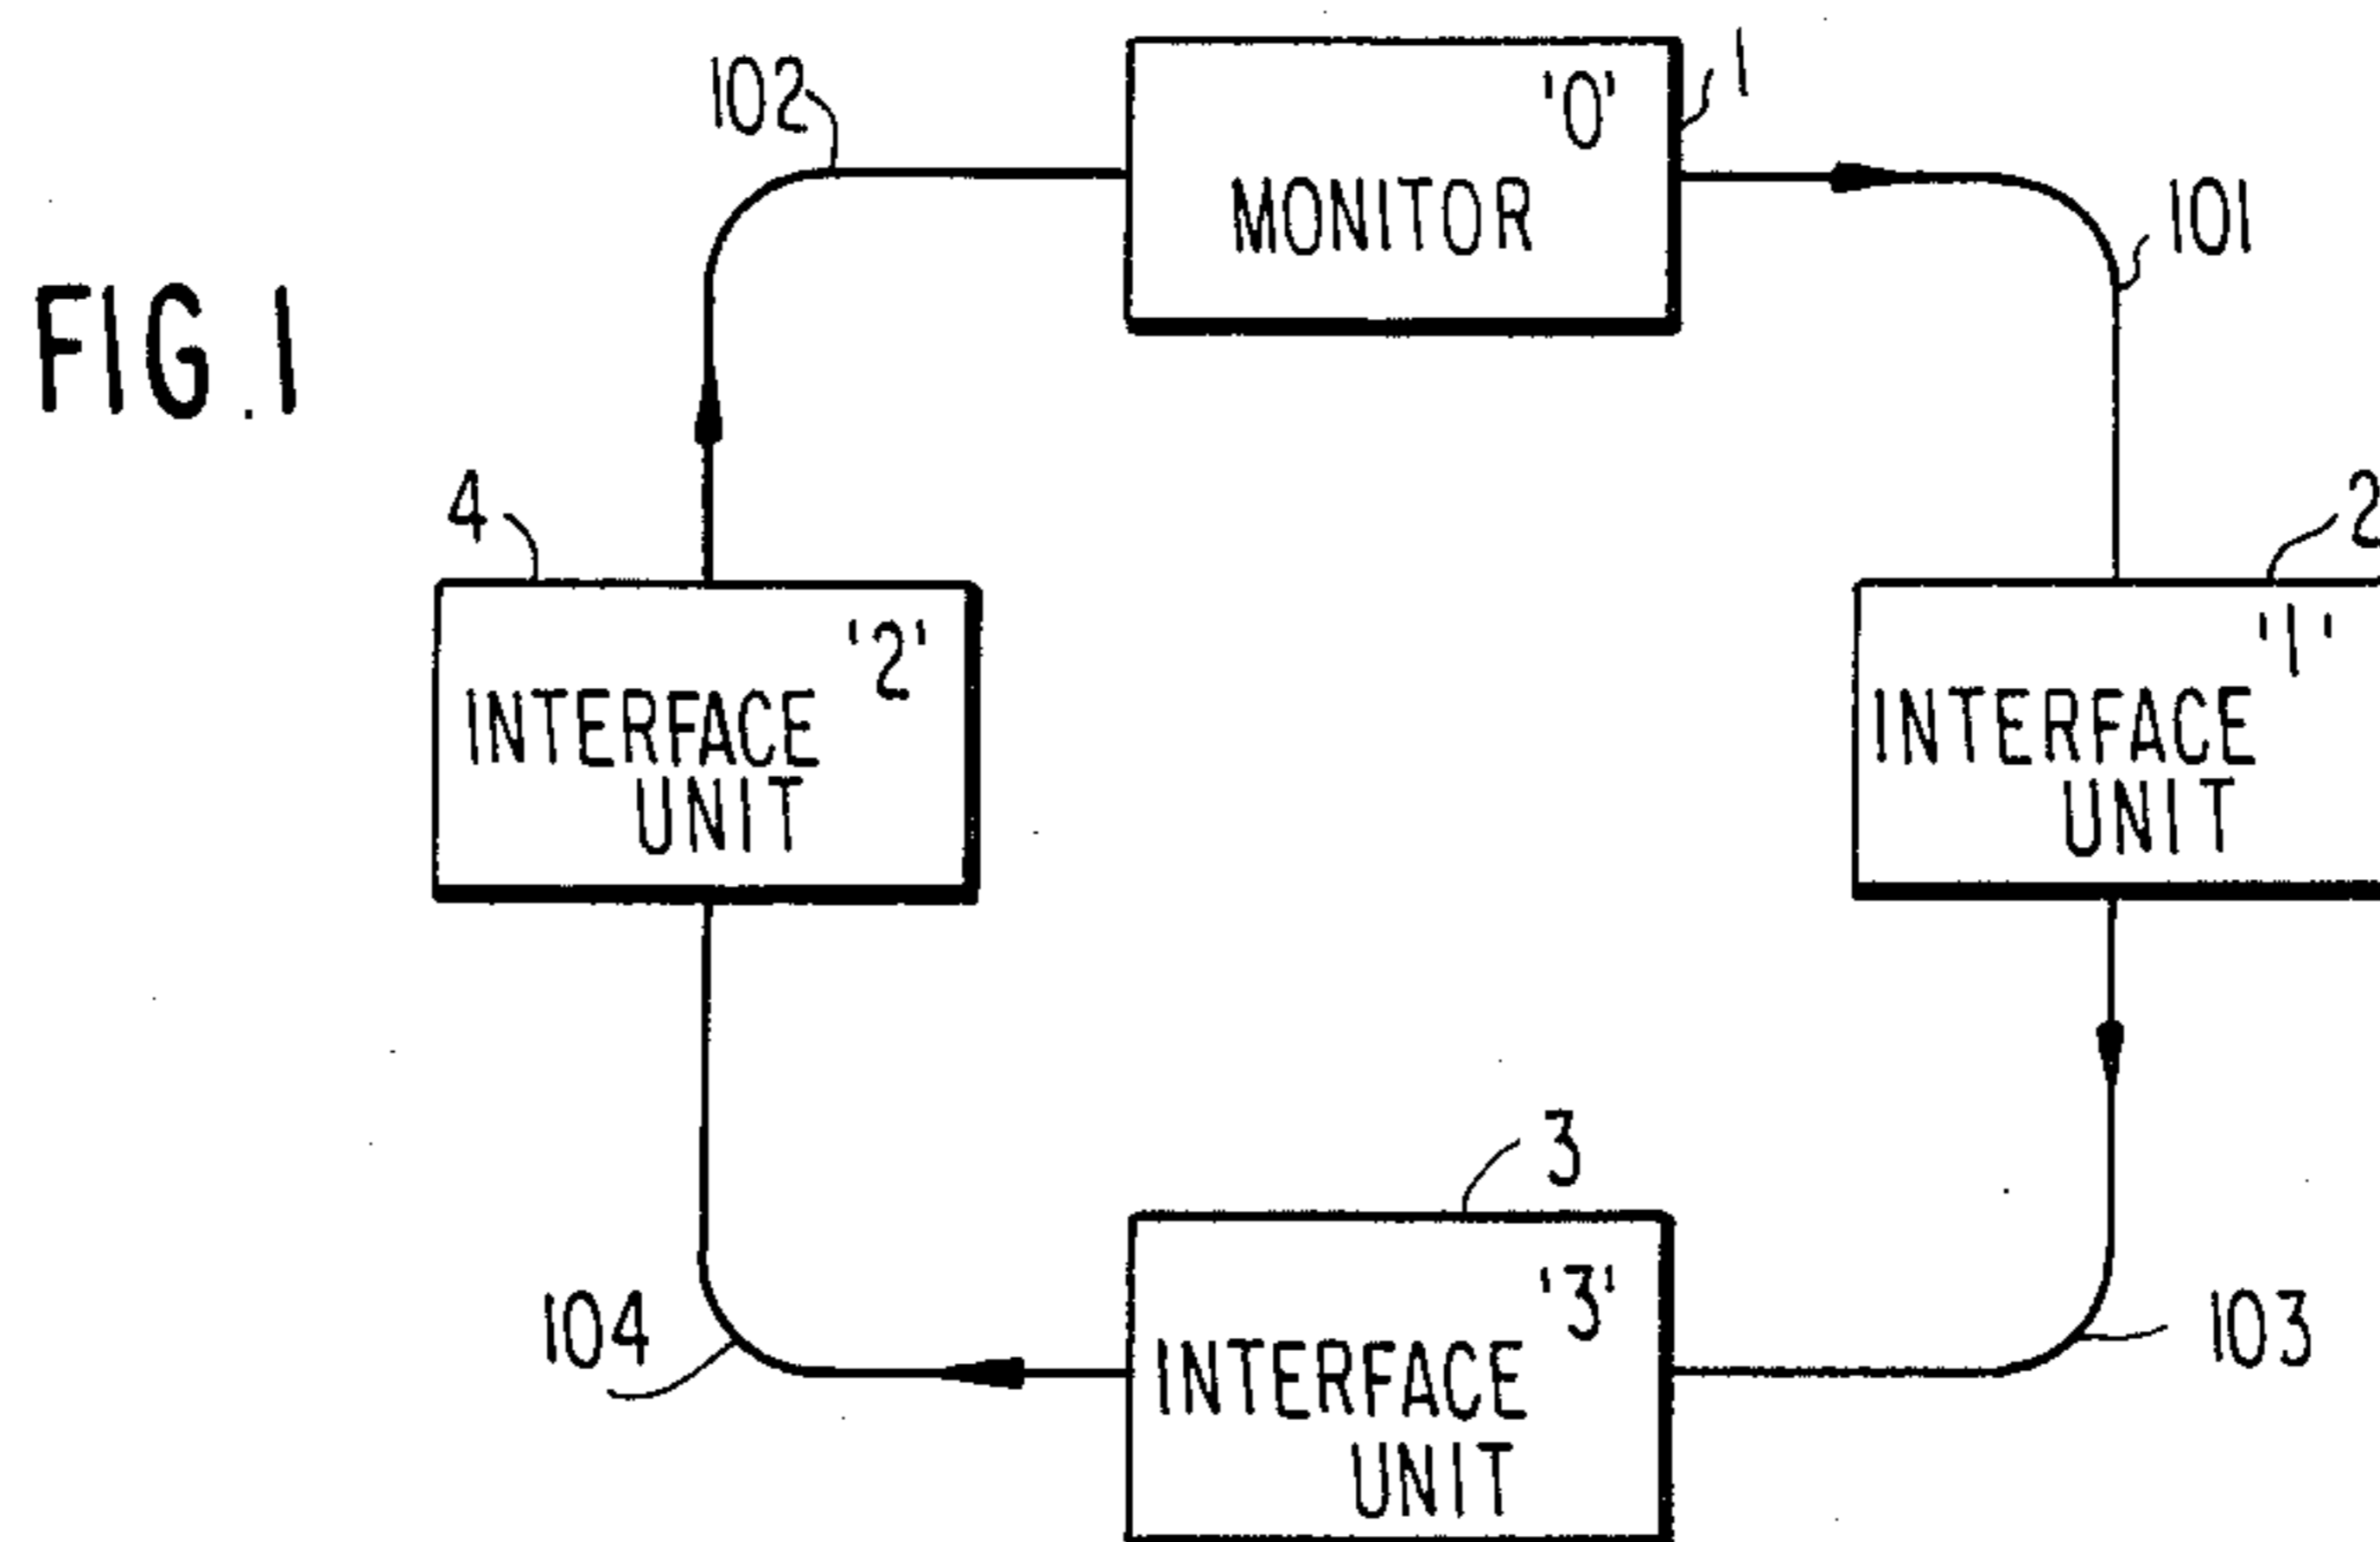 FIG.1
102
1
'0'
MONITOR
101
4
'2'
INTERFACE
UNIT
2
'1'
INTERFACE
UNIT
3
'3'
INTERFACE
UNIT
104
103